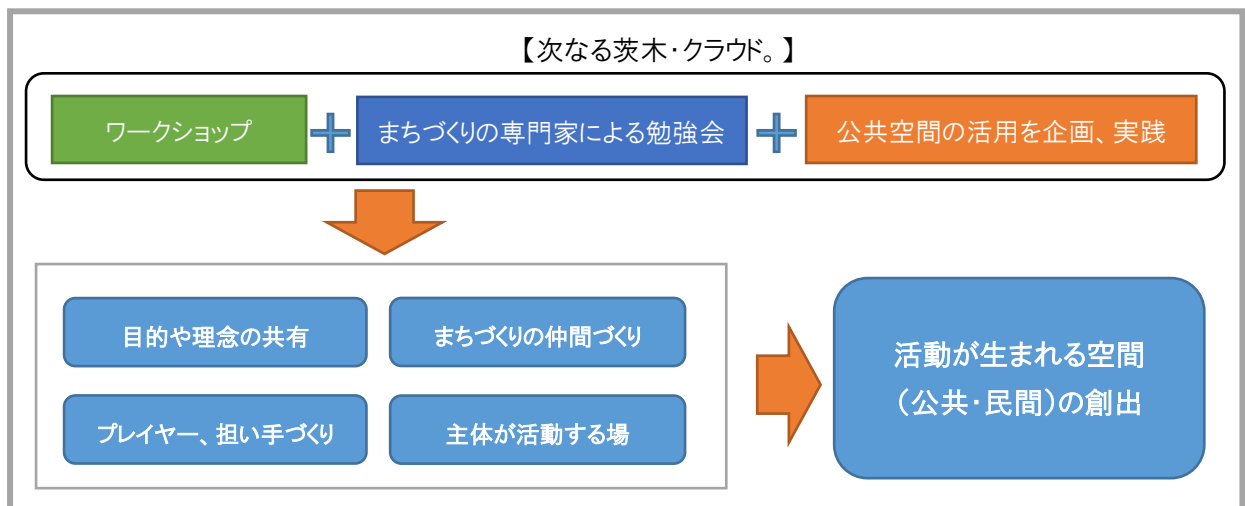 【次なる茨木・クラウド。】
ワークショップ
まちづくりの専門家による勉強会
公共空間の活用を企画、実践
目的や理念の共有
まちづくりの仲間づくり
プレイヤー、担い手づくり
主体が活動する場
活動が生まれる空間
（公共・民間）の創出